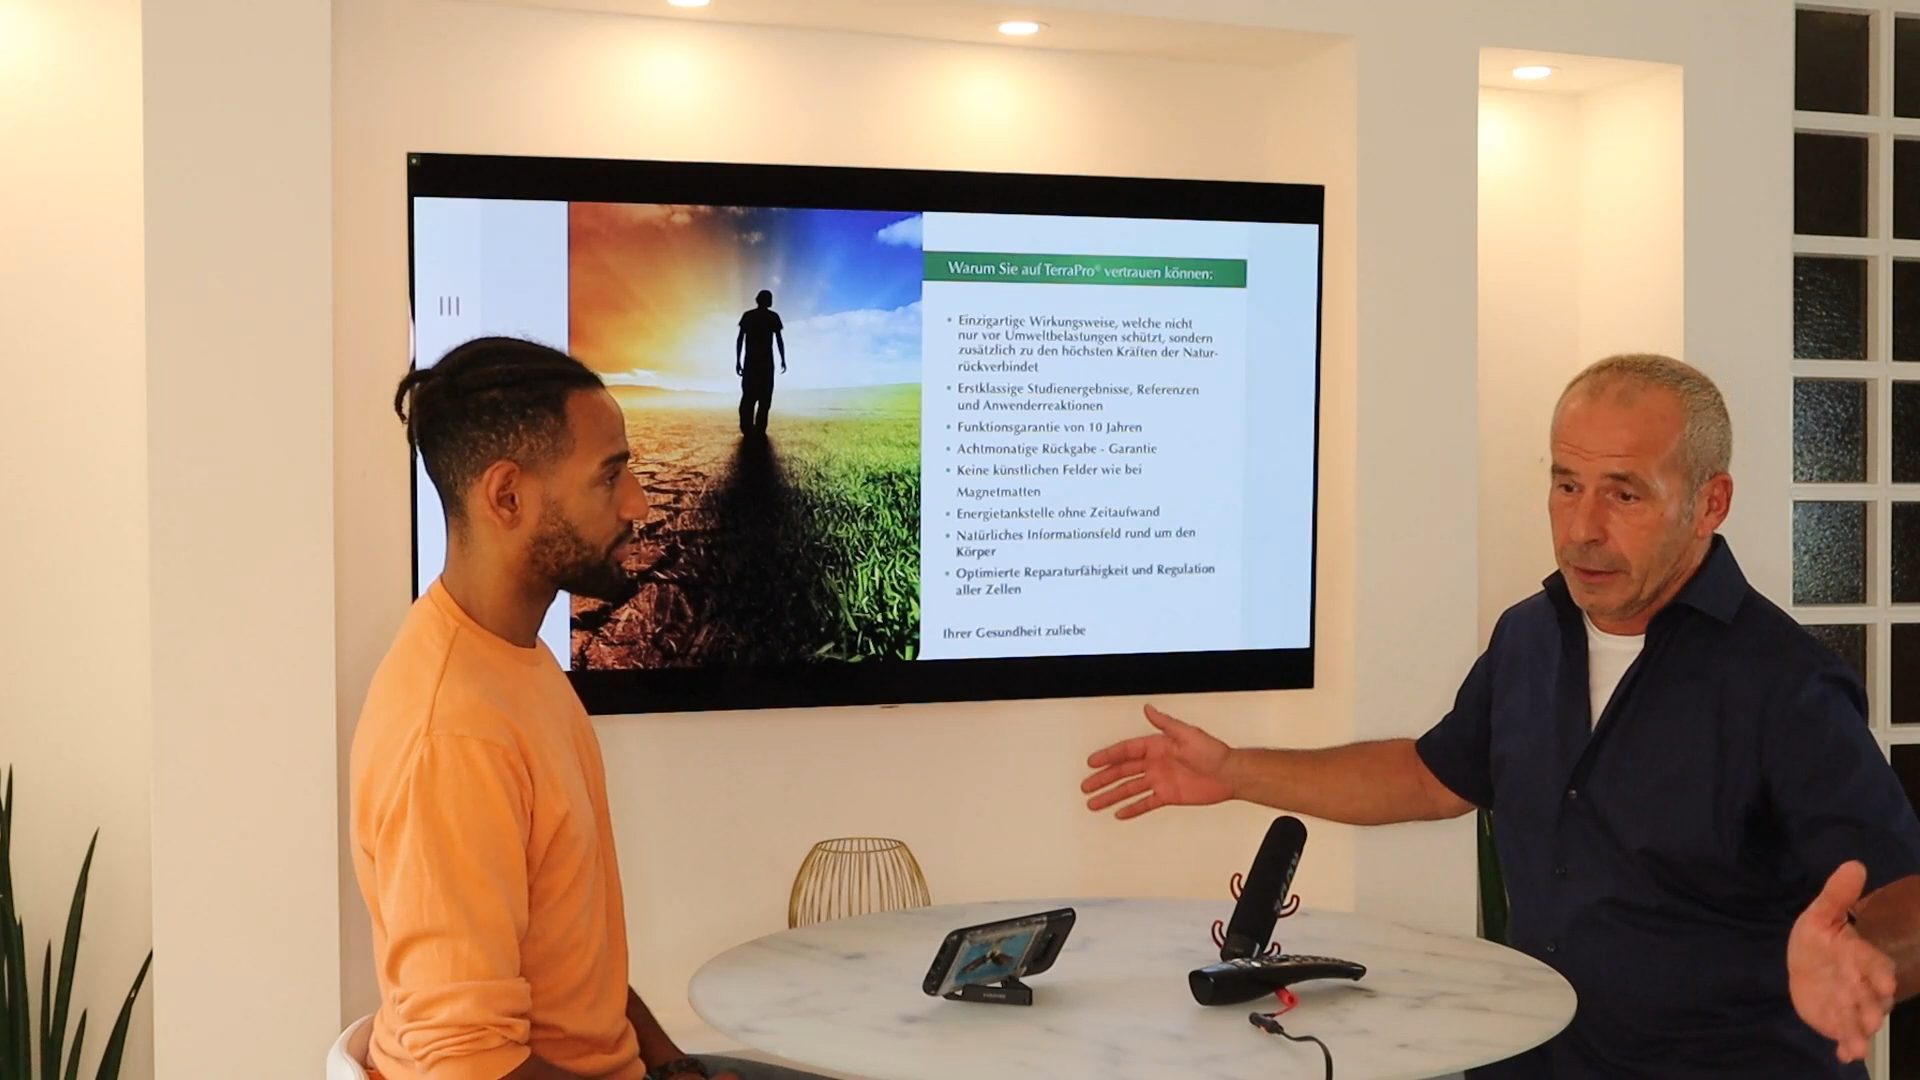 Warum Sie auf TerraPro® vertrauen können:
• Einzigartige Wirkungsweise, welche nicht
nur vor Umweltbelastungen schützt, sondern
zusätzlich zu den höchsten Kräften der Natur-
rückverbindet
• Erstklassige Studienergebnisse, Referenzen
und Anwenderreaktionen
• Funktionsgarantie von 10 Jahren
• Achtmonatige Rückgabe - Garantie
• Keine künstlichen Felder wie bei
Magnetmatten
• Energietankstelle ohne Zeitaufwand
• Natürliches Informationsfeld rund um den
Körper
• Optimierte Reparaturfähigkeit und Regulation
aller Zellen
Ihrer Gesundheit zuliebe